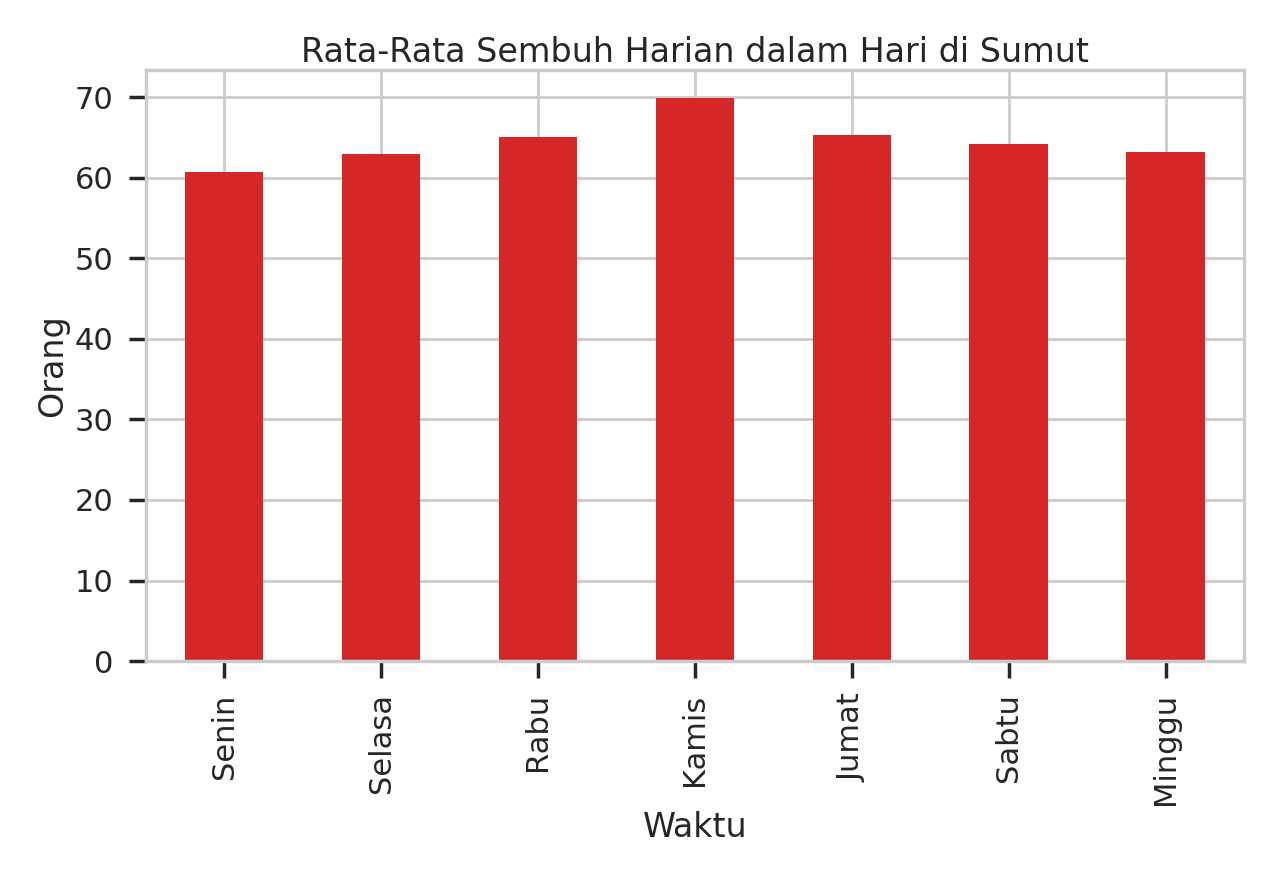 Rata-Rata Sembuh Harian dalam Hari di Sumut
Orang
70
60
50
40
30
20
10
0
Senin
Selasa
Rabu
Kamis
Jumat
Sabtu
Minggu
Waktu